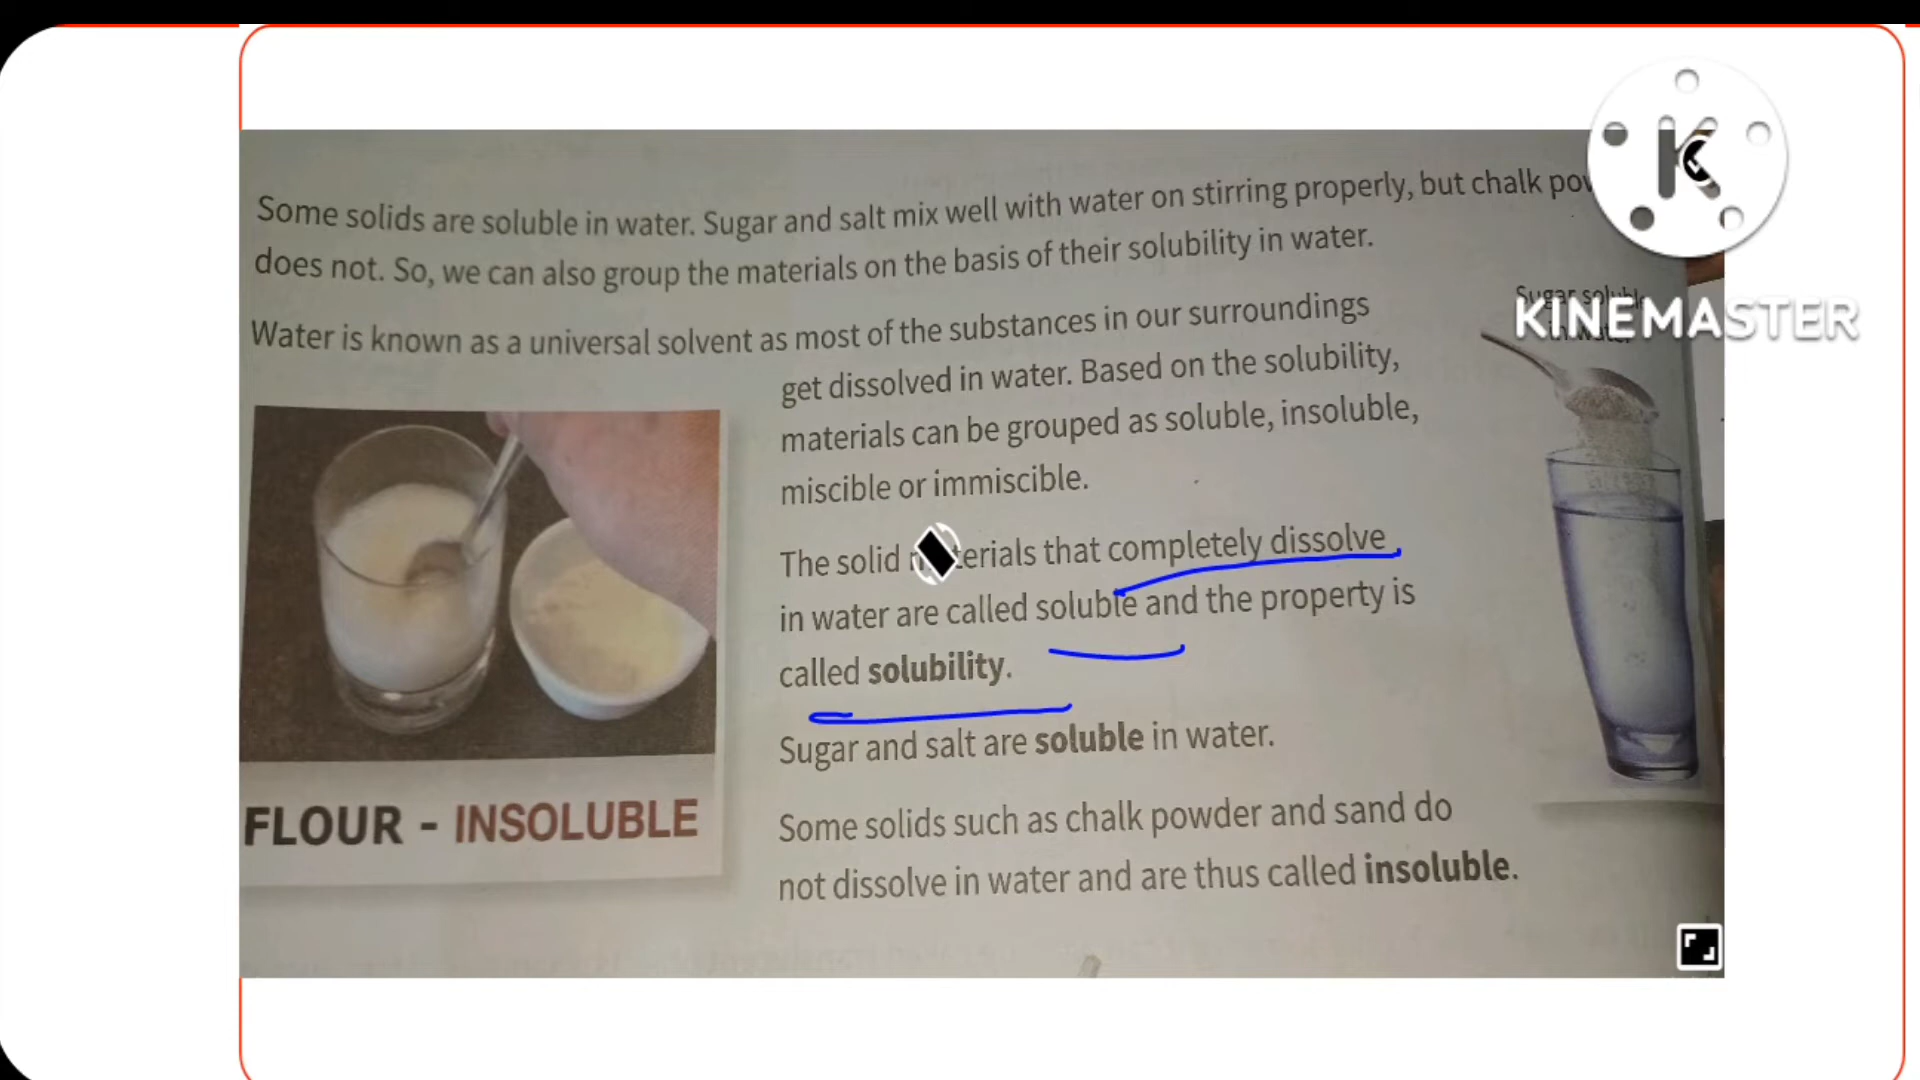 Some solids are soluble in water. Sugar and salt mix well with water on stirring properly, but chalk
does not. So, we can also group the materials on the basis of their solubility in water.
Water is known as a universal solvent as most of the substances in our surroundings
get dissolved in water. Based on the solubility,
materials can be grouped as soluble, insoluble,
miscible or immiscible.
The solid that completely dissolve
in water are called soluble and the property is
called solubility.
Sugar and salt are soluble in water.
Some solids such as chalk powder and sand do
not dissolve in water and are thus called insoluble.
FLOUR - INSOLUBLE
Sugar soluble
in water
K
KINEMASTER